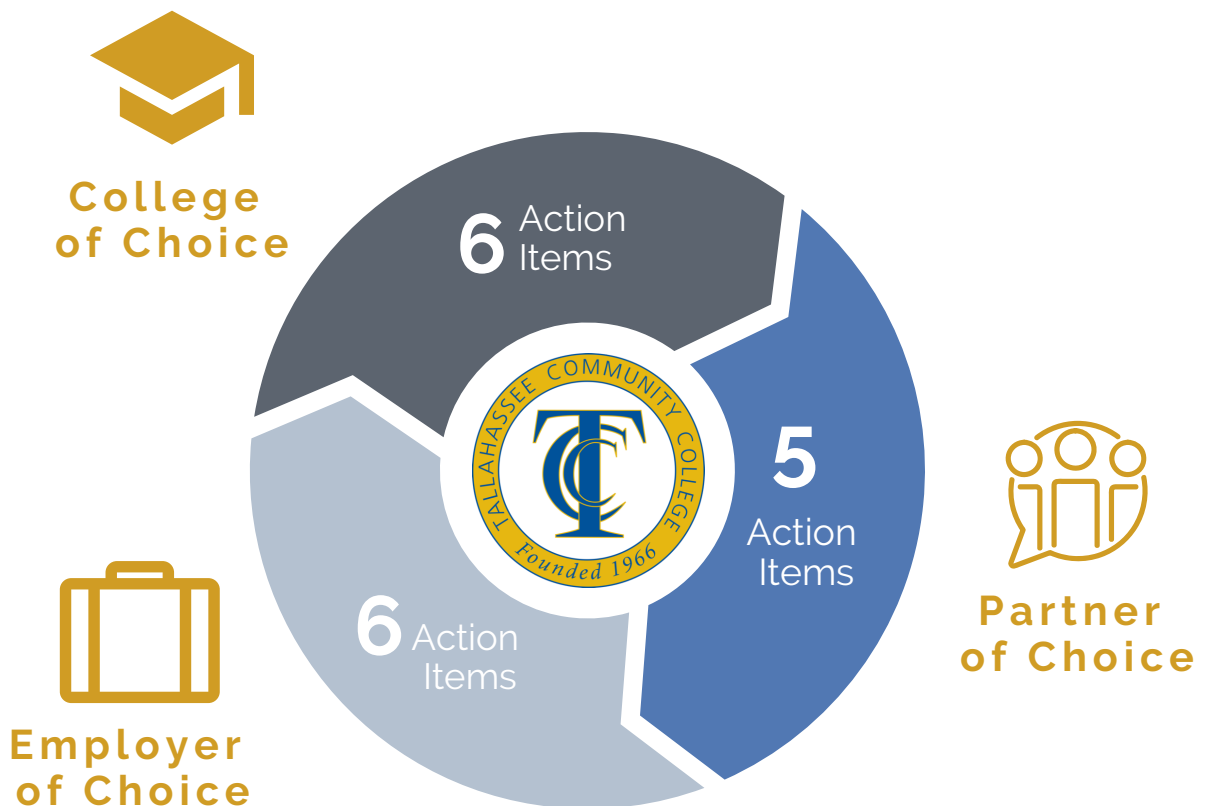 College
of Choice
6 Action
Items
TALLAHASSEE COMMUNITY COLLEGE
TCC
Founded 1966
5
Action
Items
Partner
of Choice
6 Action
Items
Employer
of Choice